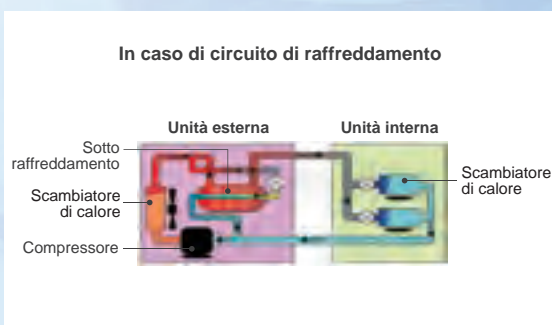 In caso di circuito di raffreddamento
Unità esterna
Unità interna
Sotto
raffreddamento
Scambiatore
di calore
Compressore
Scambiatore
di calore